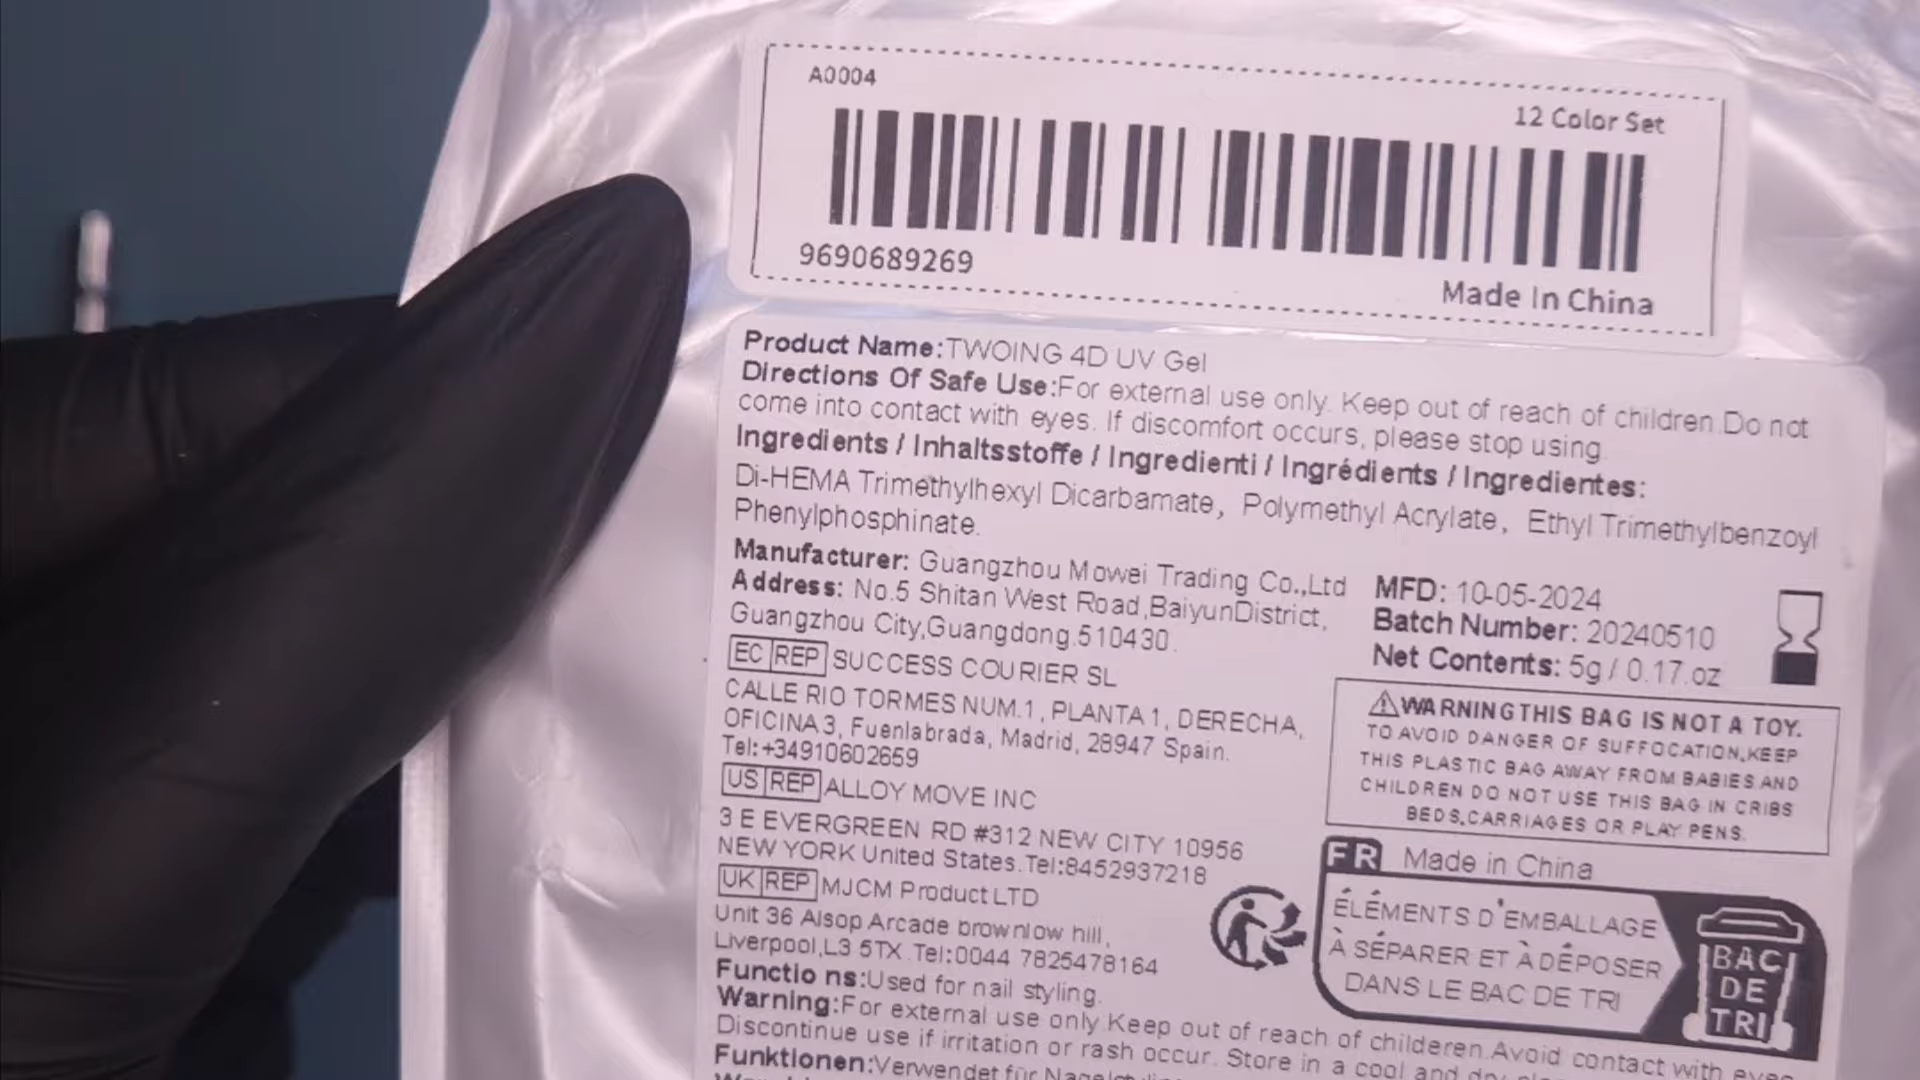 A0004
12 Color Set
9690689269
Made In China
Product Name:TWOING 4D UV Gel
Directions Of Safe Use:For external use only. Keep out of reach of children.Do not
come into contact with eyes. If discomfort occurs, please stop using.
Ingredients / Inhaltsstoffe / Ingredienti / Ingrédients / Ingredientes:
Di-HEMA Trimethylhexyl Dicarbamate, Polymethyl Acrylate, Ethyl Trimethylbenzoyl
Phenylphosphinate.
Manufacturer: Guangzhou Mowei Trading Co.,Ltd
Address: No.5 Shitan West Road,BaiyunDistrict,
Guangzhou City,Guangdong.510430.
MFD: 10-05-2024
Batch Number: 20240510
Net Contents: 5g / 0.17.oz
EC REP SUCCESS COURIER SL
CALLE RIO TORMES NUM.1, PLANTA 1, DERECHA,
OFICINA 3, Fuenlabrada, Madrid, 28947 Spain.
Tel:+34910602659
US REP ALLOY MOVE INC
3 E EVERGREEN RD #312 NEW CITY 10956
NEW YORK United States.Tel:8452937218
UK REP MJCM Product LTD
Unit 36 Alsop Arcade brownlow hill,
Liverpool,L3 5TX.Tel:0044 7825478164
WARNING THIS BAG IS NOT A TOY.
TO AVOID DANGER OF SUFFOCATION,KEEP
THIS PLASTIC BAG AWAY FROM BABIES AND
CHILDREN DO NOT USE THIS BAG IN CRIBS
BEDS,CARRIAGES OR PLAY PENS.
FR Made in China
ÉLÉMENTS D'EMBALLAGE
À SÉPARER ET À DÉPOSER
DANS LE BAC DE TRI
BAC
DE
TRI
Functio ns:Used for nail styling.
Warning:For external use only.Keep out of reach of childeren.Avoid contact with eyes
Discontinue use if irritation or rash occur. Store in a cool and dry
Funktionen:Verwendet für